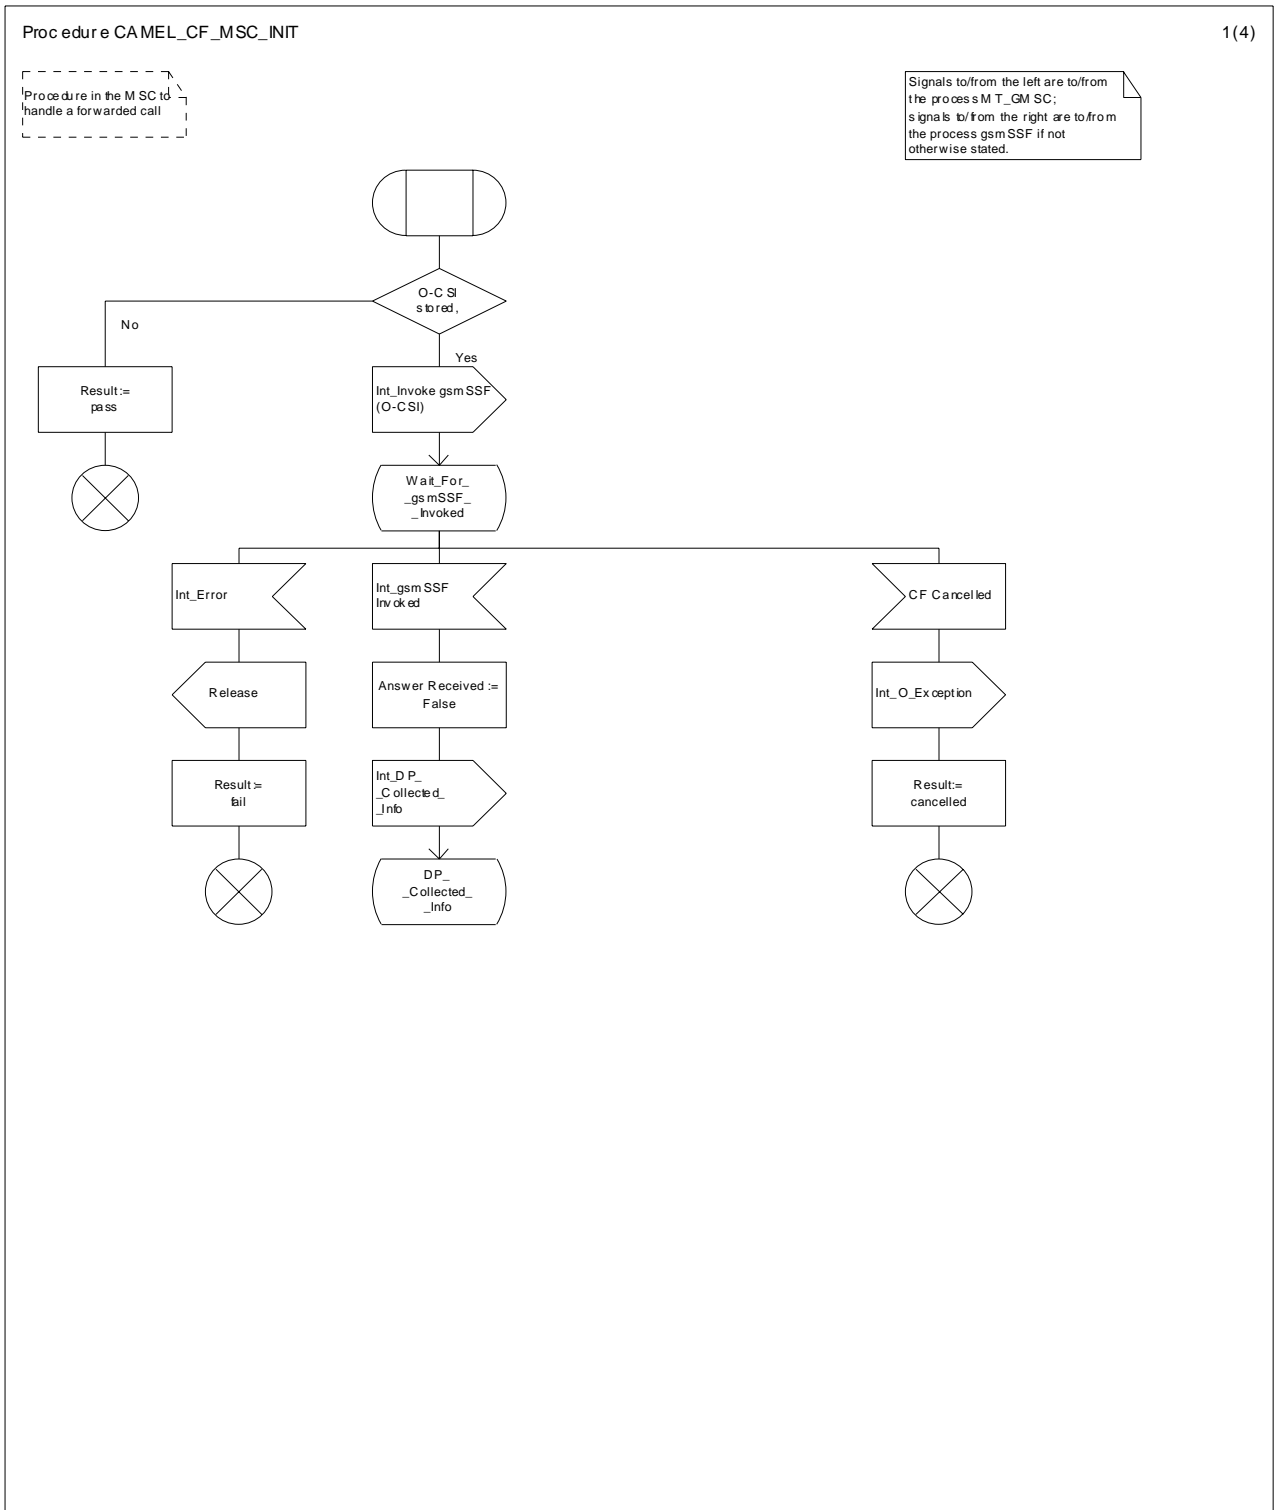 Procedure CAMEL_CF_MSC_INIT
1(4)
Procedure in the MSC to
handle a forwarded call
Signals to/from the left are to/from
the process MT_GMSC;
signals to/from the right are to/from
the process gsmSSF if not
otherwise stated.
O-CSI
stored,
No
Yes
Result:=
pass
Int_Invoke gsmSSF
(O-CSI)
Wait_For_
_gsmSSF_
_Invoked
Int_Error
Int_gsmSSF
Invoked
CF Cancelled
Release
Answer Received :=
False
Int_O_Exception
Result:=
fail
Int_DP_
_Collected_
_Info
Result:=
cancelled
DP_
_Collected_
_Info